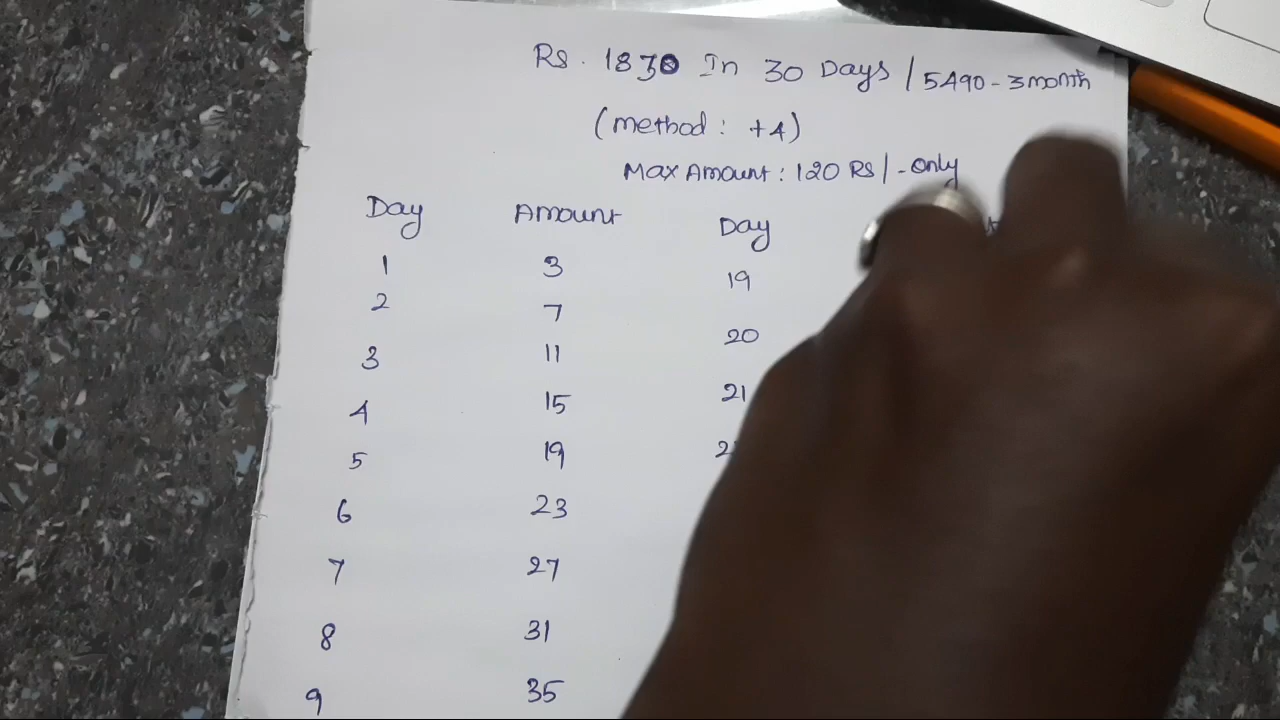 Rs. 1830 In 30 Days / 5490 - 3 month
(method: +4)
Max Amount: 120 RS/- only
Day Amount Day
1 3 19
2 7 20
3 11 21
4 15
5 19
6 23
7 27
8 31
9 35